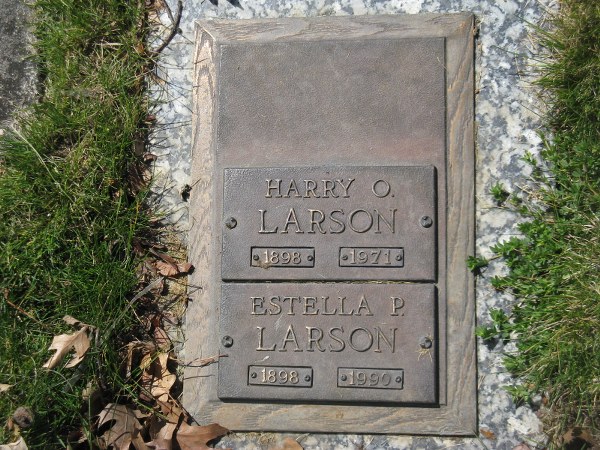 HARRY O.
LARSON
1898 1971
ESTELLA P.
LARSON
1898 1990